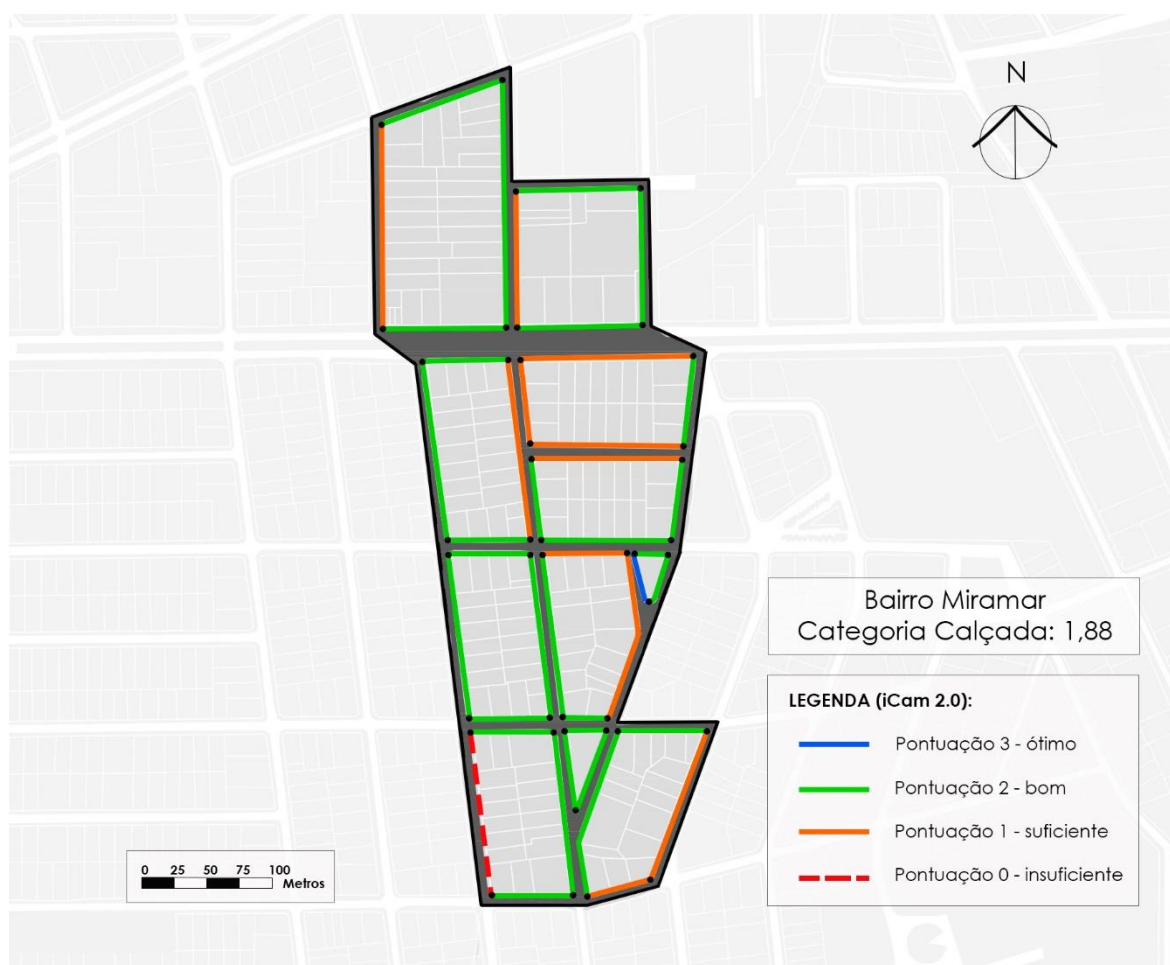 N
Bairro Miramar
Categoria Calçada: 1,88
LEGENDA (iCam 2.0):
Pontuação 3 - ótimo
Pontuação 2 - bom
Pontuação 1 - suficiente
Pontuação 0 - insuficiente
0 25 50 75 100
Metros